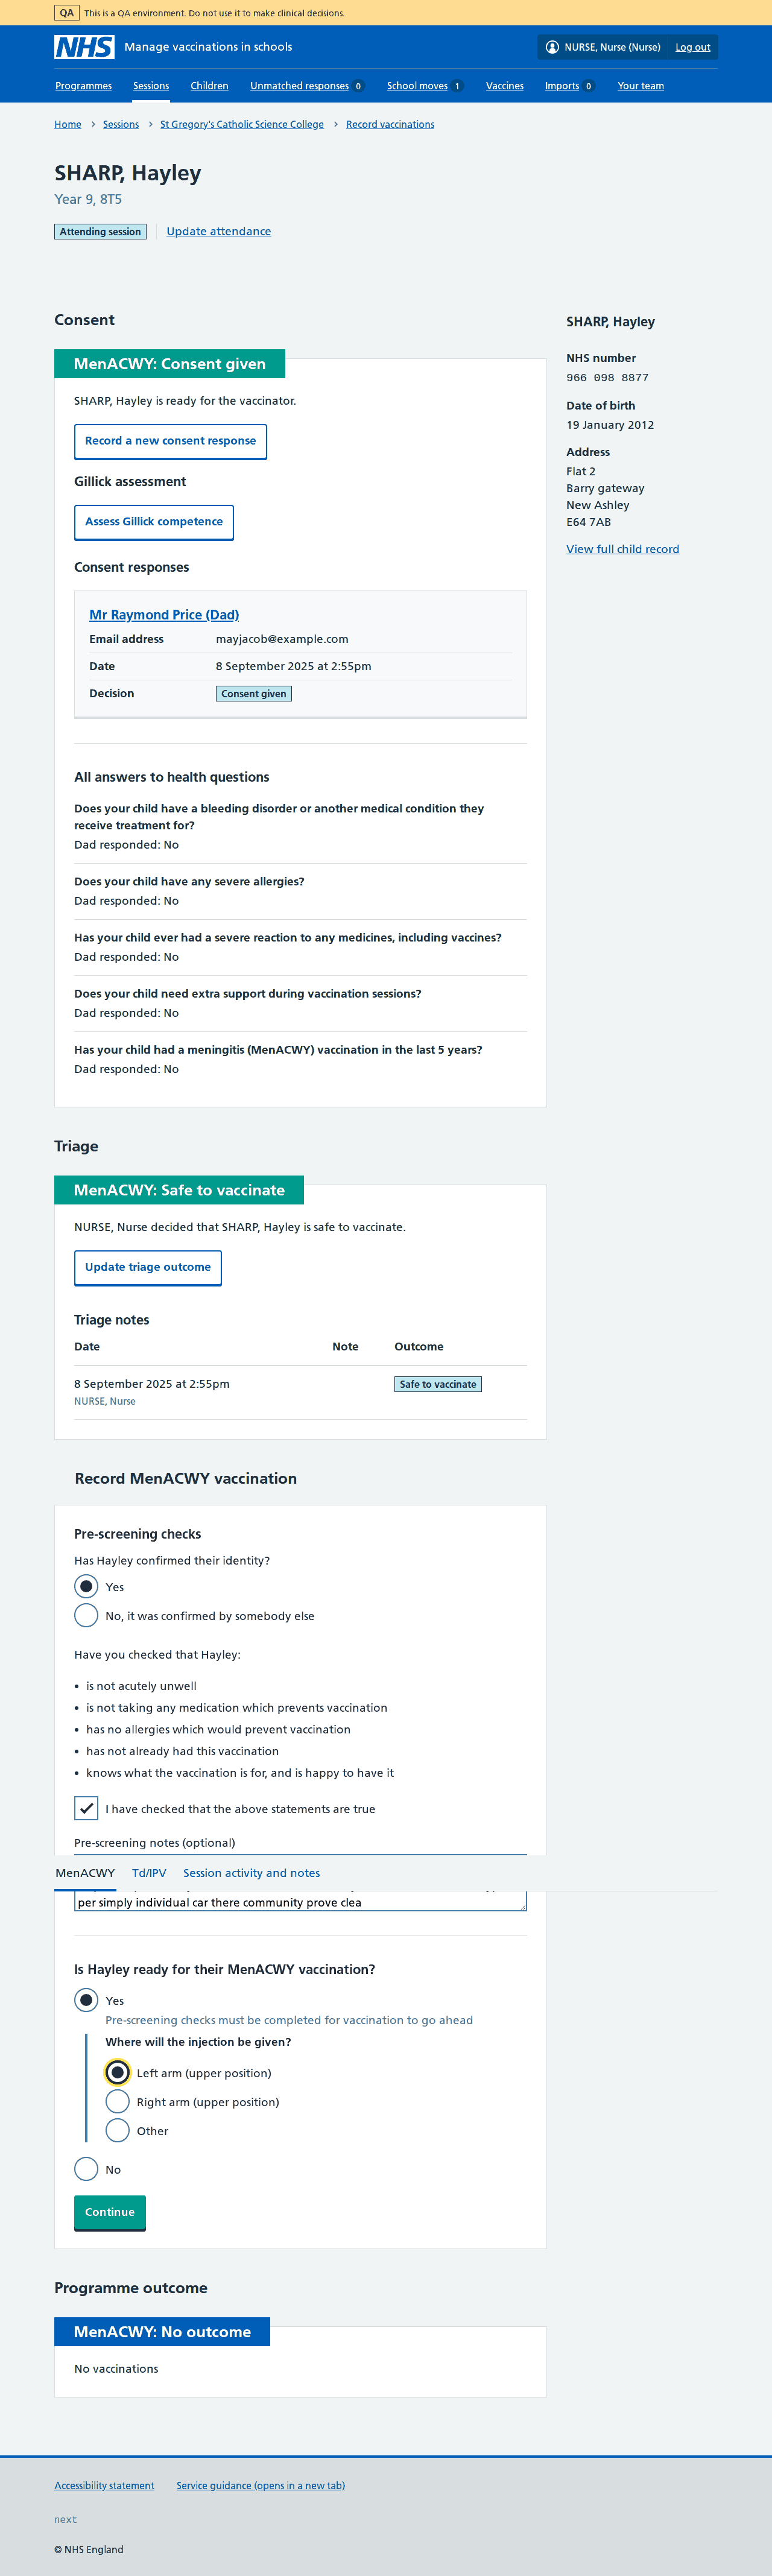 QA This is a QA environment. Do not use it to make clinical decisions.
NHS Manage vaccinations in schools NURSE, Nurse (Nurse) Log out
Programmes Sessions Children Unmatched responses 0 School moves 1 Vaccines Imports 0 Your team
Home Sessions St Gregory's Catholic Science College Record vaccinations
SHARP, Hayley
Year 9, 8T5
Attending session Update attendance
Consent
MenACWY: Consent given
SHARP, Hayley is ready for the vaccinator.
Record a new consent response
Gillick assessment
Assess Gillick competence
Consent responses
Mr Raymond Price (Dad)
Email address mayjacob@example.com
Date 8 September 2025 at 2:55pm
Decision Consent given
All answers to health questions
Does your child have a bleeding disorder or another medical condition they
receive treatment for?
Dad responded: No
Does your child have any severe allergies?
Dad responded: No
Has your child ever had a severe reaction to any medicines, including vaccines?
Dad responded: No
Does your child need extra support during vaccination sessions?
Dad responded: No
Has your child had a meningitis (MenACWY) vaccination in the last 5 years?
Dad responded: No
SHARP, Hayley
NHS number
966 098 8877
Date of birth
19 January 2012
Address
Flat 2
Barry gateway
New Ashley
E64 7AB
View full child record
Triage
MenACWY: Safe to vaccinate
NURSE, Nurse decided that SHARP, Hayley is safe to vaccinate.
Update triage outcome
Triage notes
Date Note Outcome
8 September 2025 at 2:55pm Safe to vaccinate
NURSE, Nurse
Record MenACWY vaccination
Pre-screening checks
Has Hayley confirmed their identity?
Yes
No, it was confirmed by somebody else
Have you checked that Hayley:
• is not acutely unwell
• is not taking any medication which prevents vaccination
• has no allergies which would prevent vaccination
• has not already had this vaccination
• knows what the vaccination is for, and is happy to have it
I have checked that the above statements are true
Pre-screening notes (optional)
MenACWY Td/IPV Session activity and notes
per simply individual car there community prove clea
Is Hayley ready for their MenACWY vaccination?
Yes
Pre-screening checks must be completed for vaccination to go ahead
Where will the injection be given?
Left arm (upper position)
Right arm (upper position)
Other
No
Continue
Programme outcome
MenACWY: No outcome
No vaccinations
Accessibility statement Service guidance (opens in a new tab)
next
© NHS England